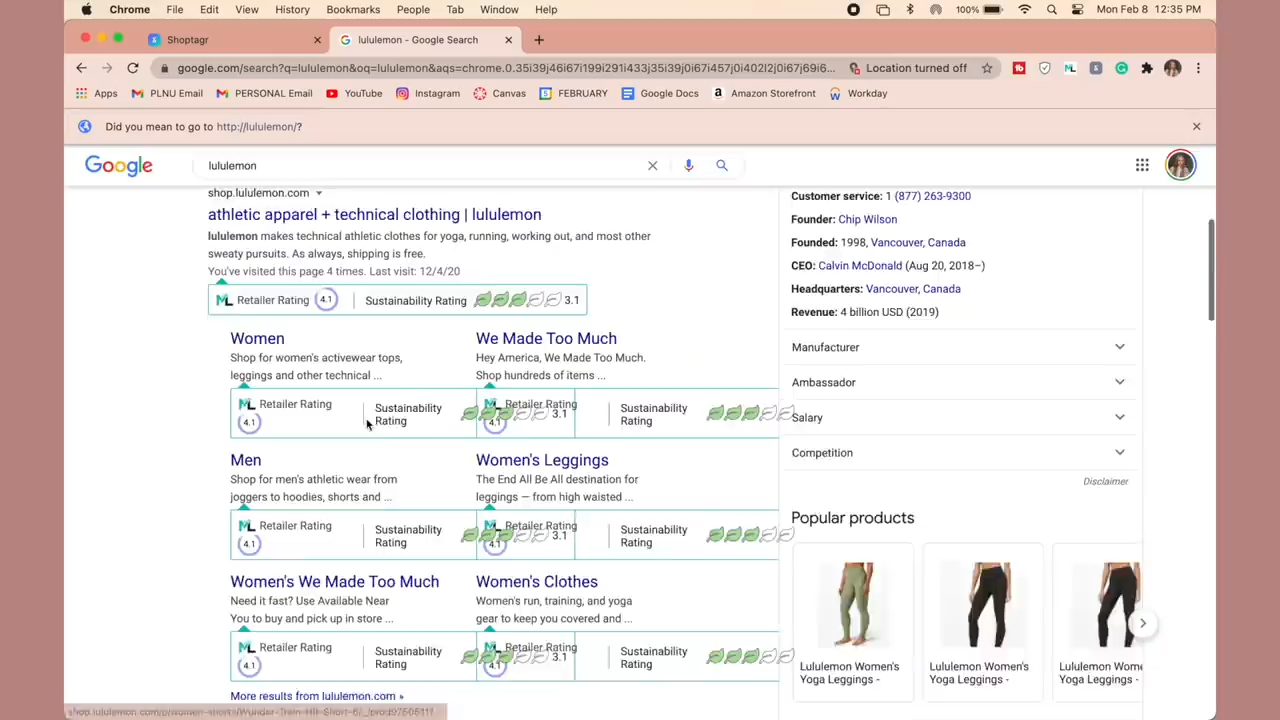 Chrome File Edit View History Bookmarks People Tab Window Help 100% Mon Feb 8 12:35 PM
Shoptagr
lululemon - Google Search
google.com/search?q=lululemon&oq=lululemon&aqs=chrome.0.35i39j46i67i199i291i433j35i39j0i67i457j0i402l2j0i67j69i6... Location turned off
Apps PLNU Email PERSONAL Email YouTube Instagram Canvas FEBRUARY Google Docs Amazon Storefront Workday
Did you mean to go to http://lululemon/?
Google lululemon
shop.lululemon.com
athletic apparel + technical clothing | lululemon
lululemon makes technical athletic clothes for yoga, running, working out, and most other
sweaty pursuits. As always, shipping is free.
You've visited this page 4 times. Last visit: 12/4/20
ML Retailer Rating 4.1 Sustainability Rating 3.1
Women
Shop for women's activewear tops,
leggings and other technical ...
ML Retailer Rating
4.1
Sustainability
Rating
3.1
We Made Too Much
Hey America, We Made Too Much.
Shop hundreds of items ...
ML Retailer Rating
4.1
Sustainability
Rating
Men
Shop for men's athletic wear from
joggers to hoodies, shorts and ...
ML Retailer Rating
4.1
Sustainability
Rating
3.1
Women's Leggings
The End All Be All destination for
leggings — from high waisted ...
ML Retailer Rating
4.1
Sustainability
Rating
Women's We Made Too Much
Need it fast? Use Available Near
You to buy and pick up in store ...
ML Retailer Rating
4.1
Sustainability
Rating
3.1
Women's Clothes
Women's run, training, and yoga
gear to keep you covered and ...
ML Retailer Rating
4.1
Sustainability
Rating
More results from lululemon.com »
Customer service: 1 (877) 263-9300
Founder: Chip Wilson
Founded: 1998, Vancouver, Canada
CEO: Calvin McDonald (Aug 20, 2018–)
Headquarters: Vancouver, Canada
Revenue: 4 billion USD (2019)
Manufacturer
Ambassador
Salary
Competition
Disclaimer
Popular products
Lululemon Women's
Yoga Leggings -
Lululemon Women's
Yoga Leggings -
Lululemon Wome
Yoga Leggings -